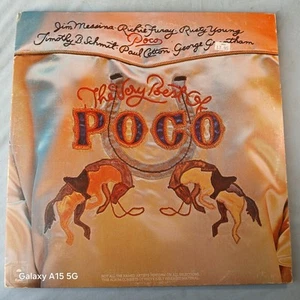 Jim Messina Richie Furay Rusty Young
Timothy B. Schmit Poco Paul Cotton George Grantham
The Very Best Of
POCO
Galaxy A15 5G